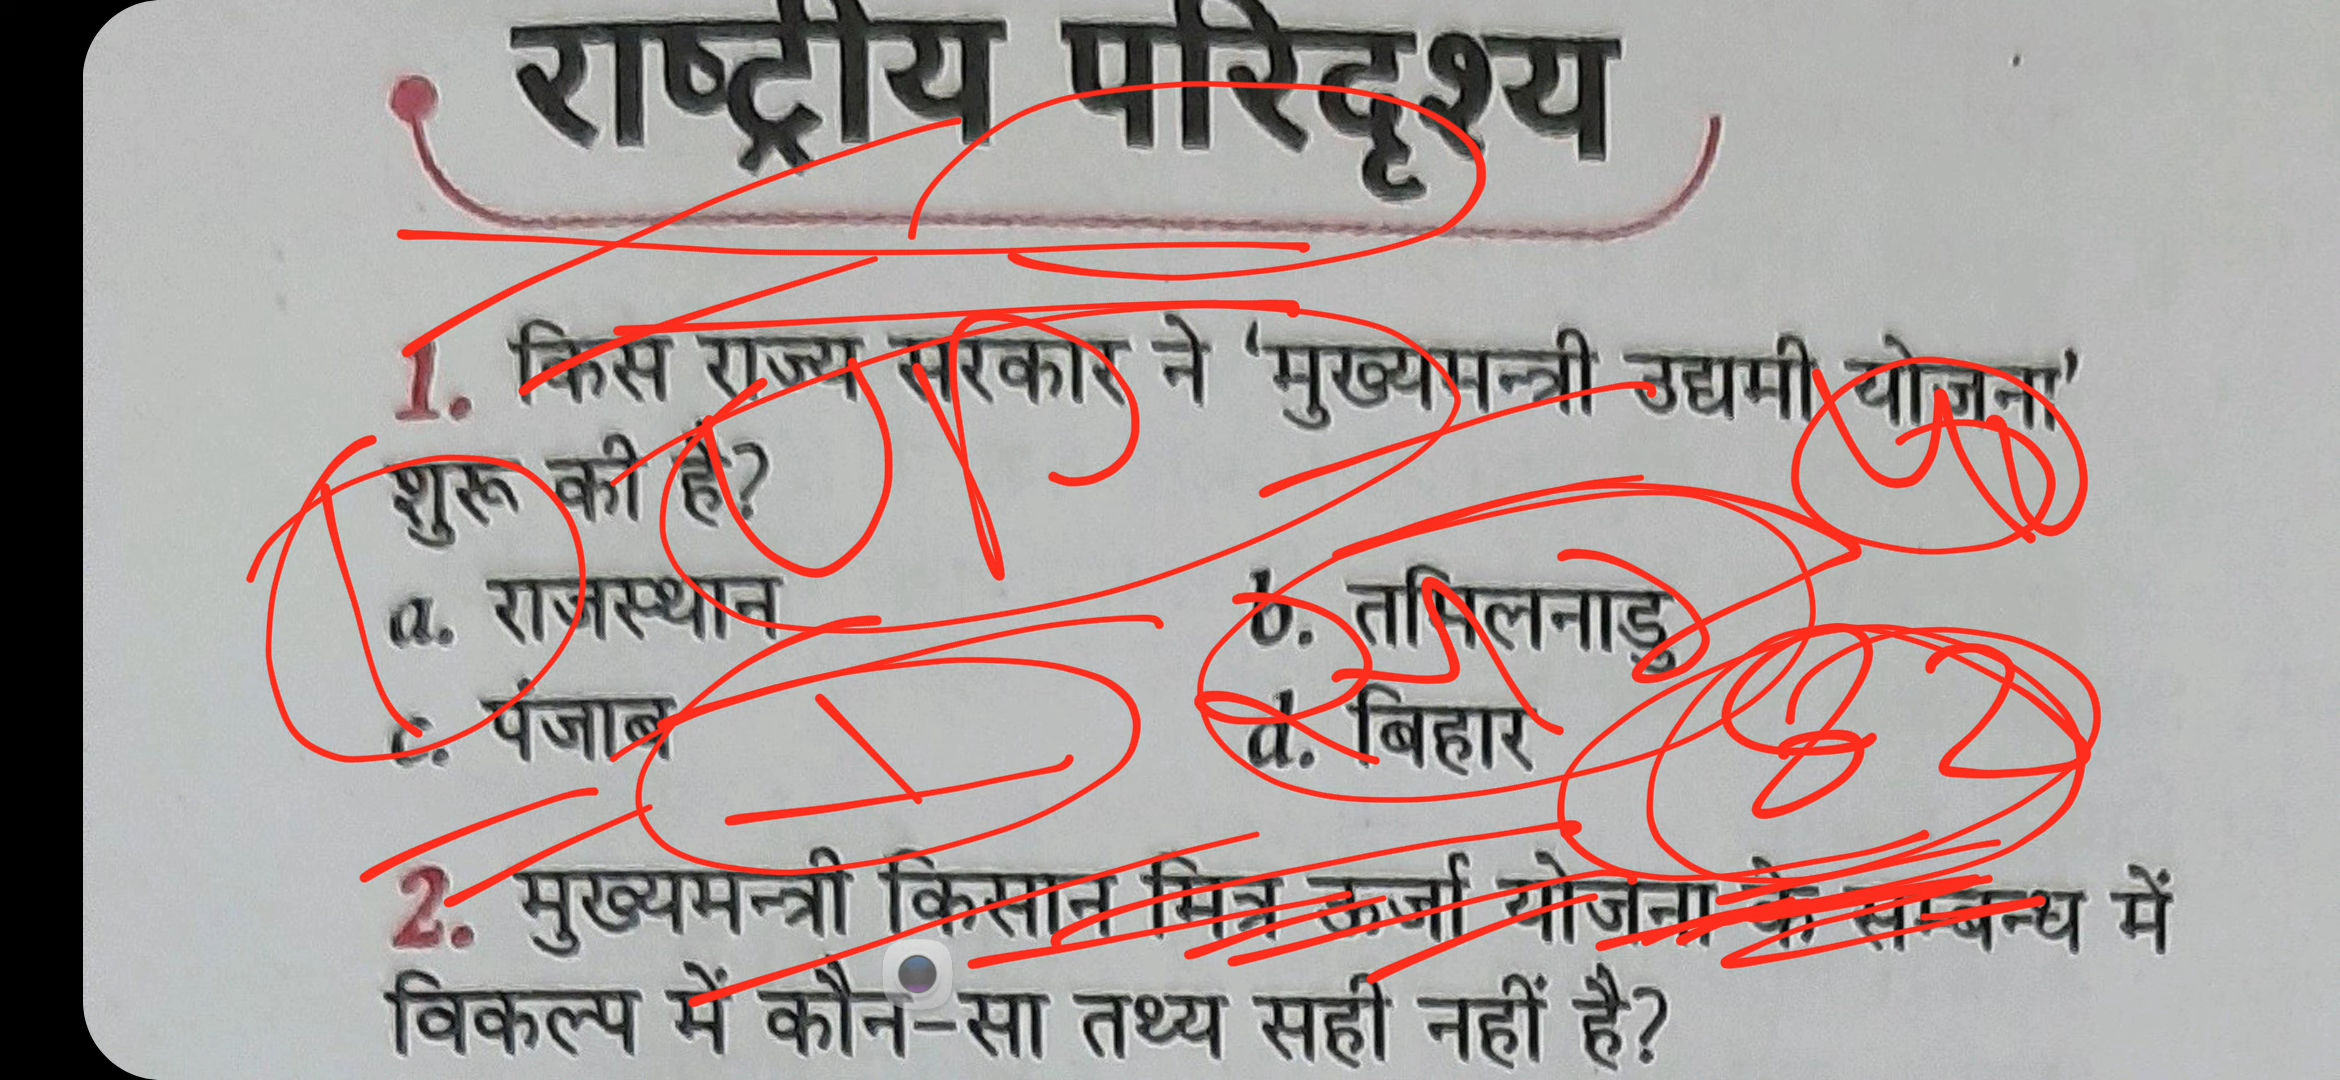 राष्ट्रीय परिदृश्य
1. किस राज्य सरकार ने ‘मुख्यमन्त्री उद्यमी योजना’
शुरू की है?
a. राजस्थान b. तमिलनाडु
c. पंजाब d. बिहार
2. मुख्यमन्त्री किसान मित्र ऊर्जा योजना के सम्बन्ध में
विकल्प में कौन-सा तथ्य सही नहीं है?